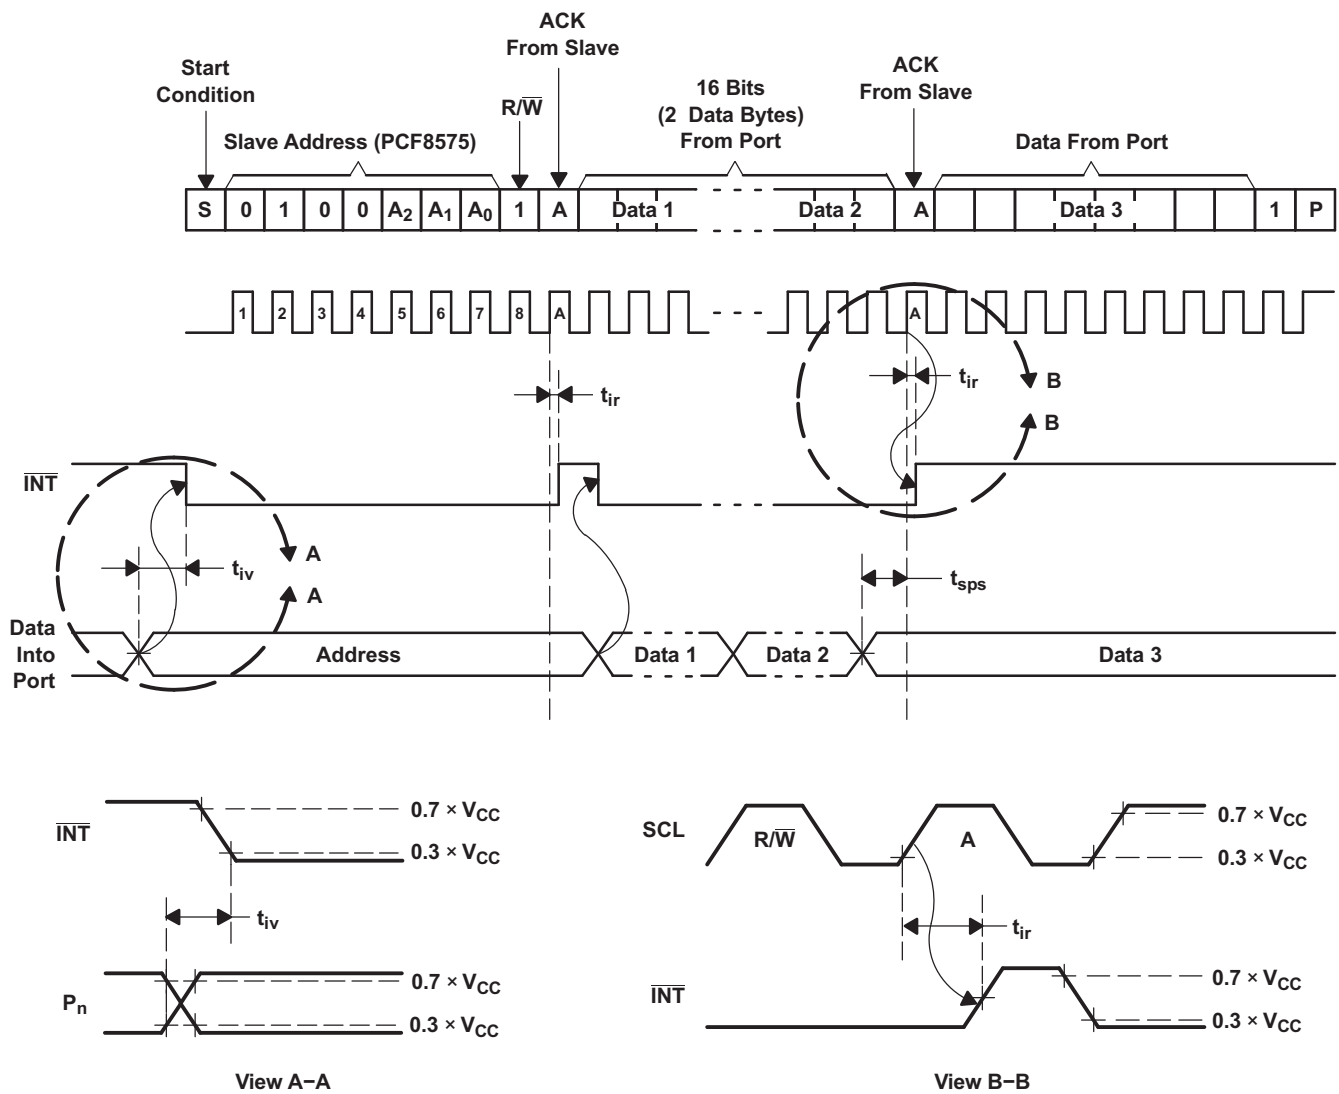 ACK
From Slave
Start
Condition
R/W̅
16 Bits
(2 Data Bytes)
From Port
ACK
From Slave
Slave Address (PCF8575)
Data From Port
S 0 1 0 0 A2 A1 A0 1 A Data 1 Data 2 A Data 3 1 P
1 2 3 4 5 6 7 8 A A
tir
tir
B
B
I̅N̅T̅
A
tiv
A
tsps
Data
Into
Port
Address
Data 1
Data 2
Data 3
I̅N̅T̅
0.7 × VCC
0.3 × VCC
tiv
Pn
0.7 × VCC
0.3 × VCC
View A−A
SCL
R/W̅
A
0.7 × VCC
0.3 × VCC
tir
I̅N̅T̅
0.7 × VCC
0.3 × VCC
View B−B